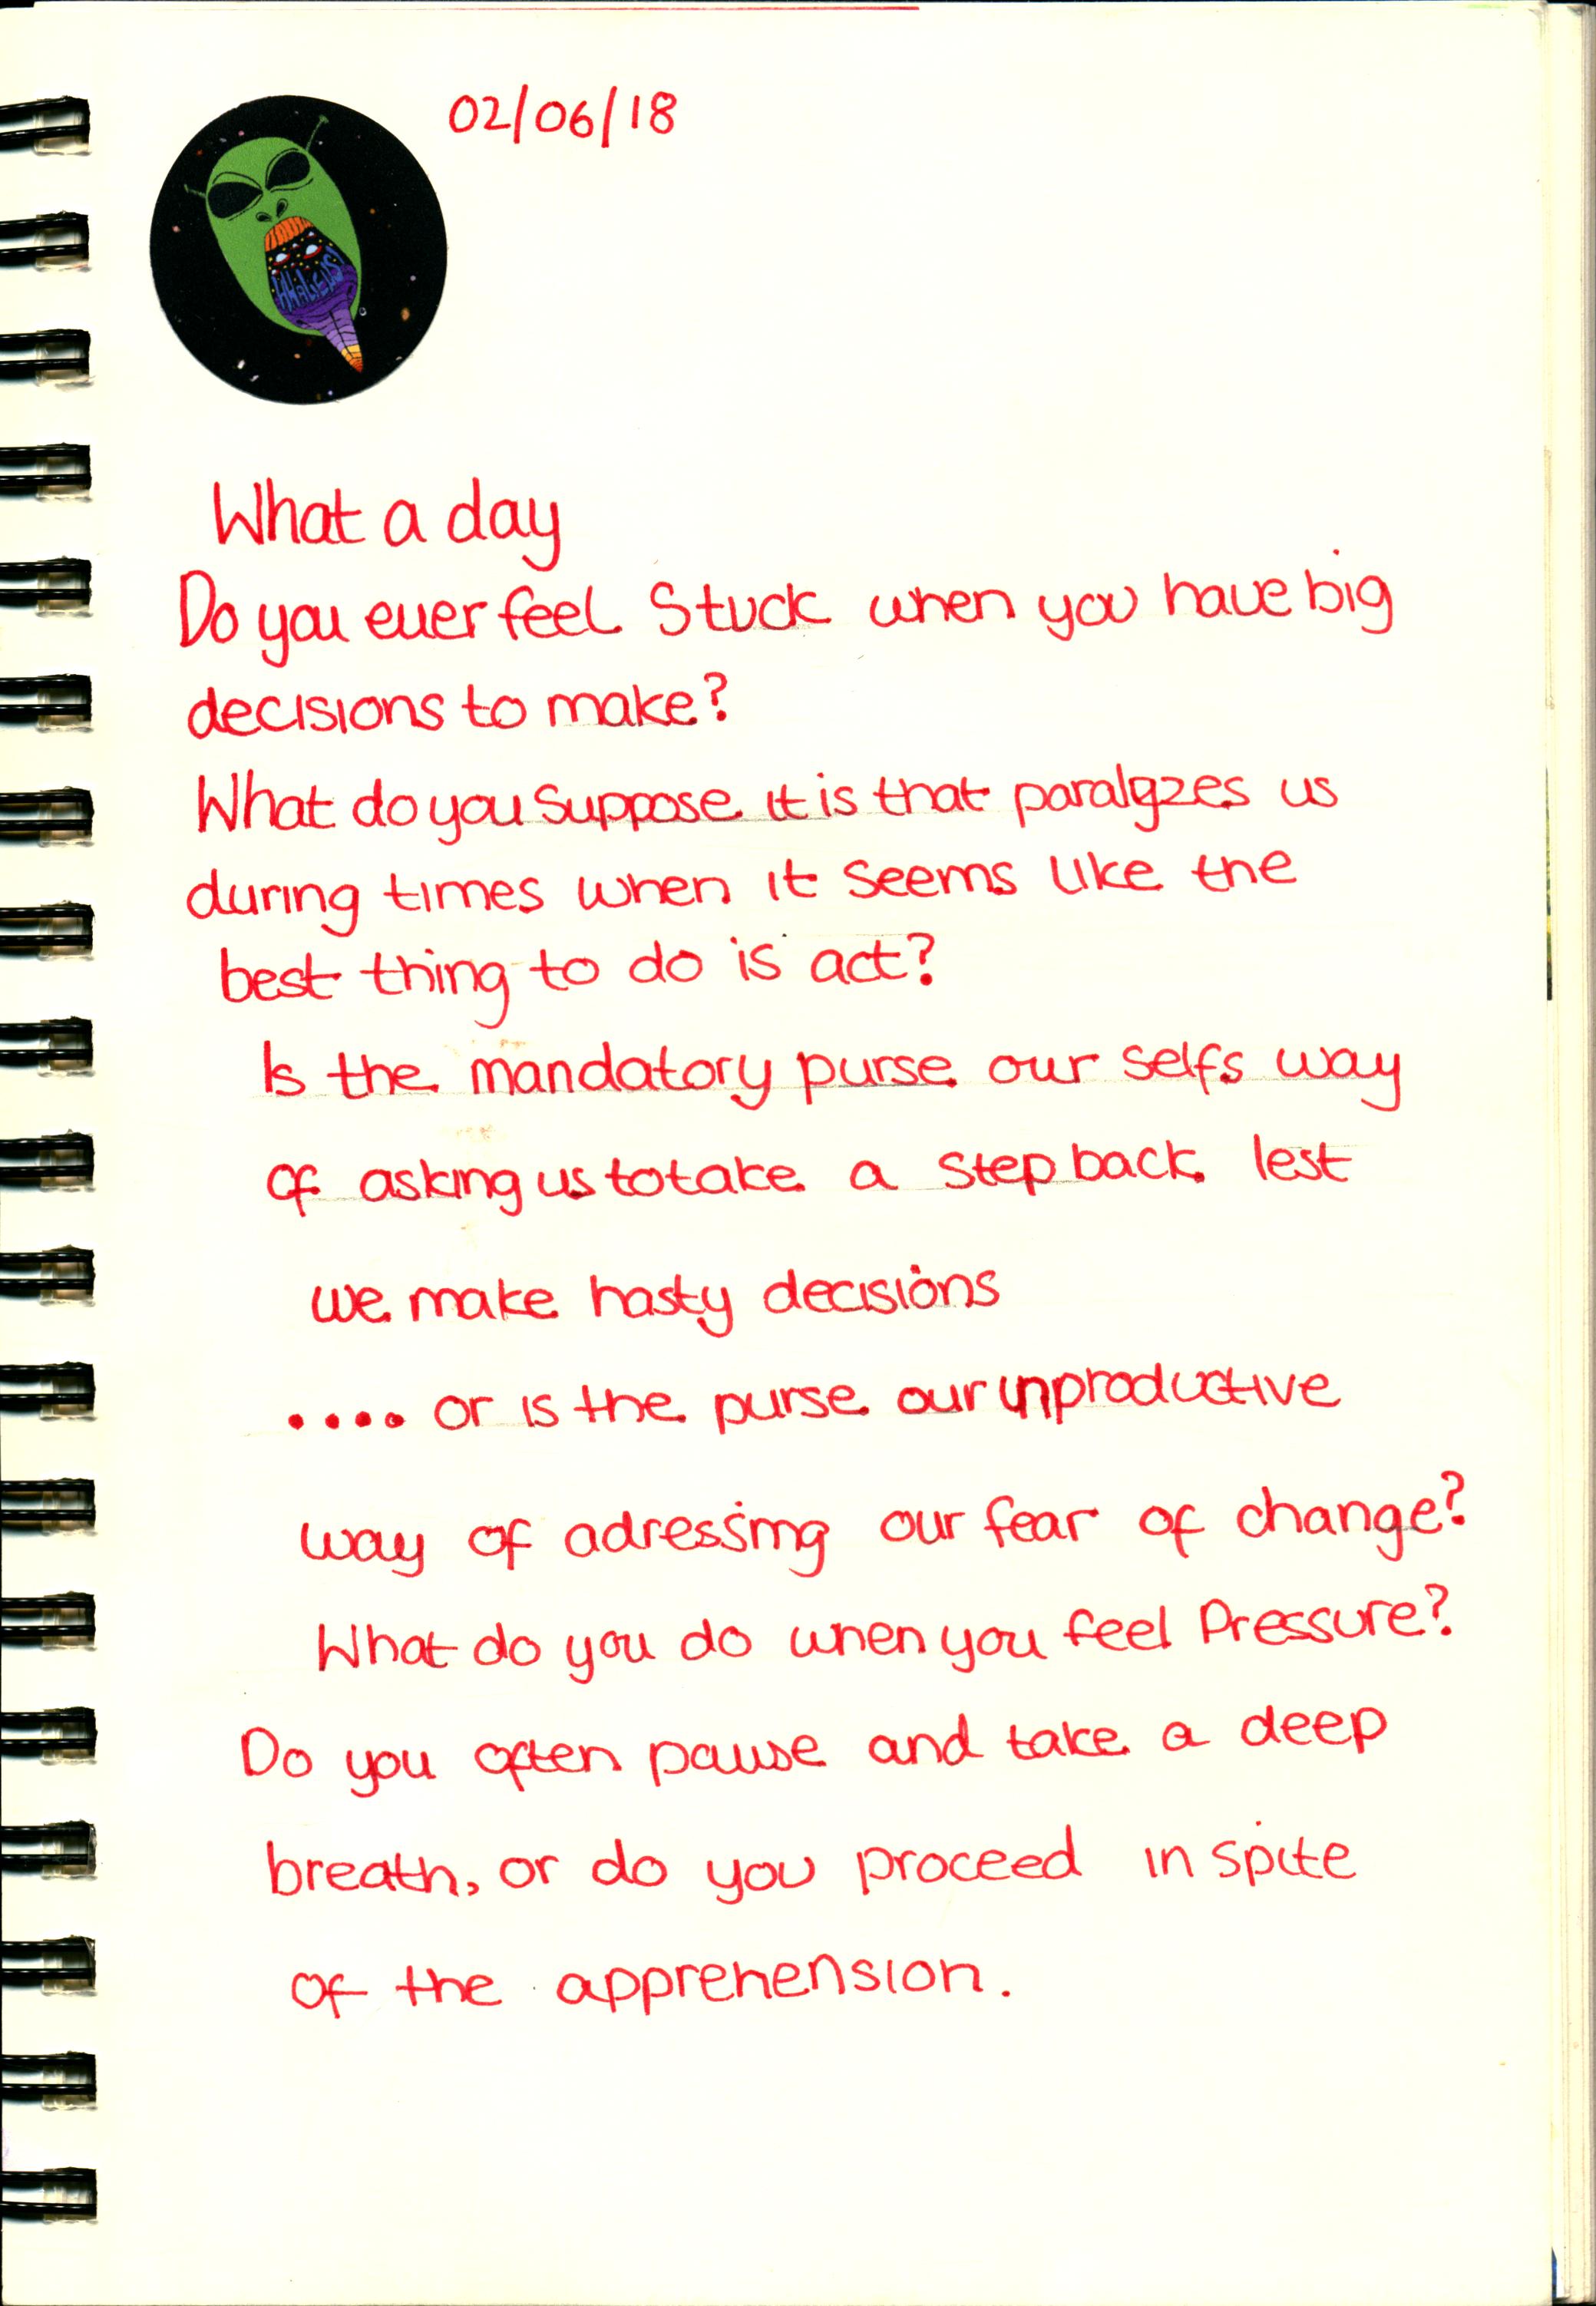 02/06/18
What a day
Do you ever feel Stuck when you have big
decisions to make?
What do you suppose it is that paralyzes us
during times when it seems like the
best thing to do is act?
Is the mandatory purse our selfs way
of asking us to take a step back lest
we make hasty decisions
.... or is the purse our unproductive
way of adressing our fear of change?
What do you do when you feel Pressure?
Do you often pause and take a deep
breath, or do you proceed in spite
of the apprehension.